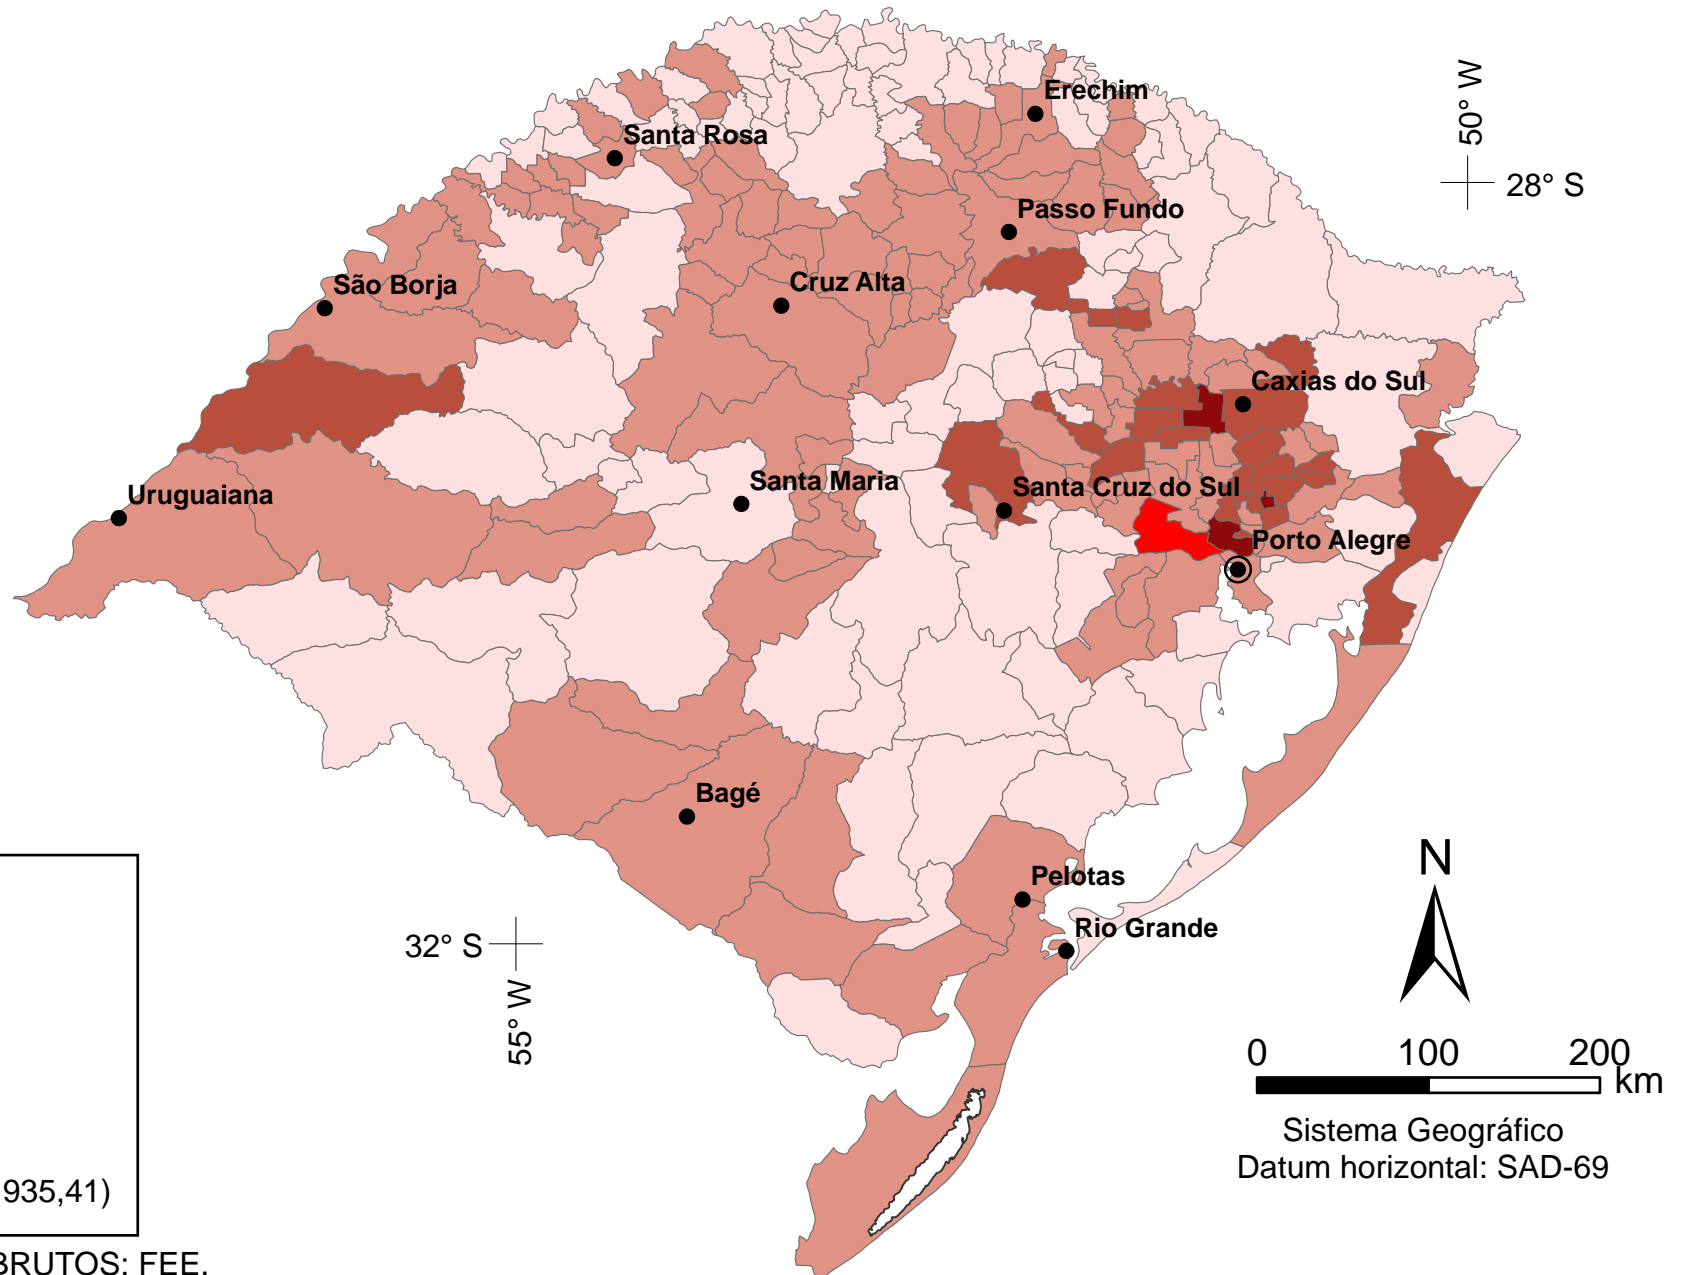 50° W
28° S
Erechim
Santa Rosa
Passo Fundo
São Borja
Cruz Alta
Caxias do Sul
Uruguaiana
Santa Maria
Santa Cruz do Sul
Porto Alegre
Bagé
Pelotas
Rio Grande
32° S
55° W
N
0 100 200
km
Sistema Geográfico
Datum horizontal: SAD-69
935,41)
BRUTOS: FEE.